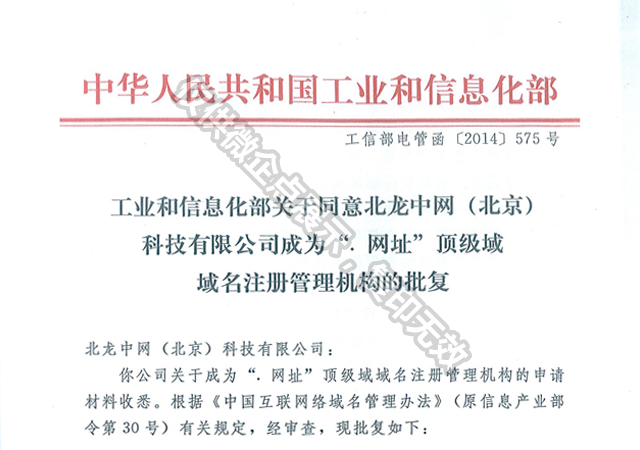 中华人民共和国工业和信息化部
工信部电管函〔2014〕575号
工业和信息化部关于同意北龙中网（北京）
科技有限公司成为“．网址”顶级域
域名注册管理机构的批复
北龙中网（北京）科技有限公司：
你公司关于成为“．网址”顶级域域名注册管理机构的申请
材料收悉。根据《中国互联网络域名管理办法》（原信息产业部
令第30号）有关规定，经审查，现批复如下：
仅供微企点展示，复印无效